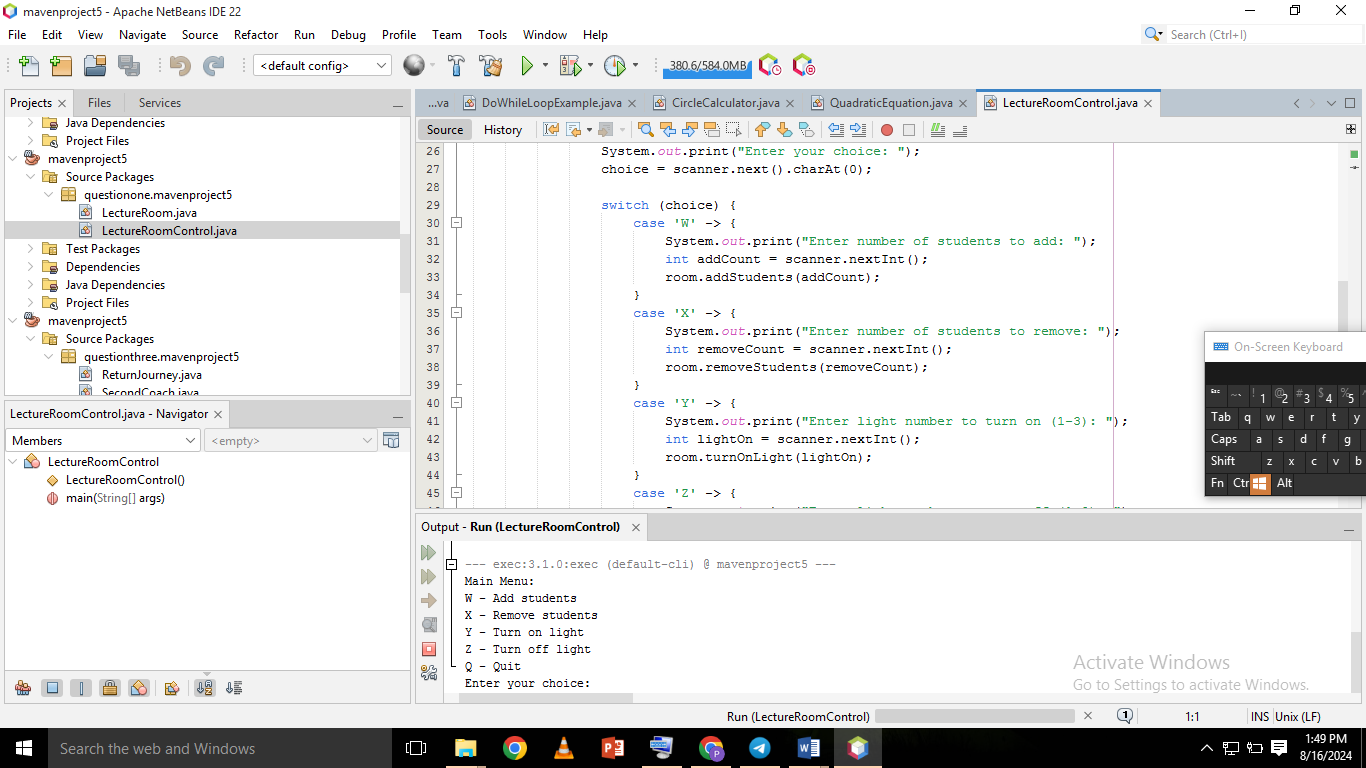 mavenproject5 - Apache NetBeans IDE 22
File Edit View Navigate Source Refactor Run Debug Profile Team Tools Window Help
Search (Ctrl+I)
<default config>
380.6/584.0MB
Projects Files Services
Java Dependencies
Project Files
mavenproject5
Source Packages
questionone.mavenproject5
LectureRoom.java
LectureRoomControl.java
Test Packages
Dependencies
Java Dependencies
Project Files
mavenproject5
Source Packages
questionthree.mavenproject5
ReturnJourney.java
SecondCoach.java
LectureRoomControl.java - Navigator
Members <empty>
LectureRoomControl
LectureRoomControl()
main(String[] args)
...va DoWhileLoopExample.java CircleCalculator.java QuadraticEquation.java LectureRoomControl.java
Source History
26 System.out.print("Enter your choice: ");
27 choice = scanner.next().charAt(0);
28
29 switch (choice) {
30 case 'W' -> {
31 System.out.print("Enter number of students to add: ");
32 int addCount = scanner.nextInt();
33 room.addStudents(addCount);
34 }
35 case 'X' -> {
36 System.out.print("Enter number of students to remove: ");
37 int removeCount = scanner.nextInt();
38 room.removeStudents(removeCount);
39 }
40 case 'Y' -> {
41 System.out.print("Enter light number to turn on (1-3): ");
42 int lightOn = scanner.nextInt();
43 room.turnOnLight(lightOn);
44 }
45 case 'Z' -> {
On-Screen Keyboard
Esc ~` ! 1 @ 2 # 3 $ 4 % 5 ^
Tab q w e r t y
Caps a s d f g
Shift z x c v b
Fn Ctr Alt
Output - Run (LectureRoomControl)
--- exec:3.1.0:exec (default-cli) @ mavenproject5 ---
Main Menu:
W - Add students
X - Remove students
Y - Turn on light
Z - Turn off light
Q - Quit
Enter your choice:
Activate Windows
Go to Settings to activate Windows.
Run (LectureRoomControl) 1 1:1 INS Unix (LF)
Search the web and Windows
1:49 PM
8/16/2024